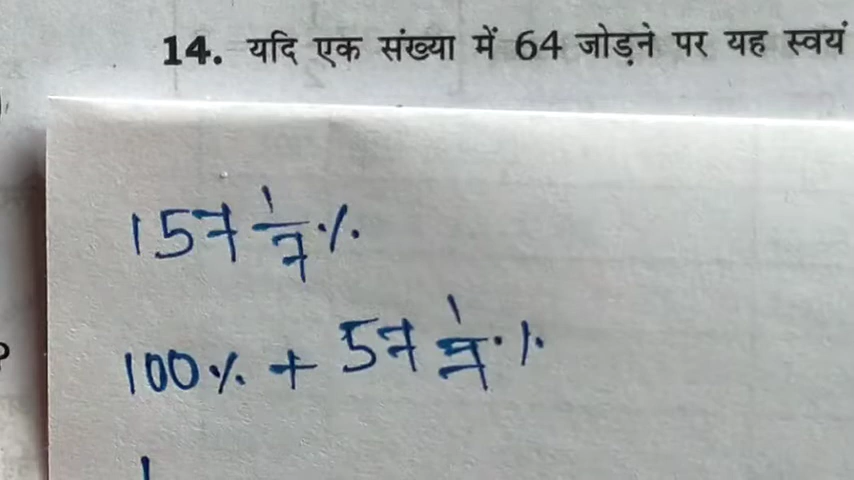 14. यदि एक संख्या में 64 जोड़ने पर यह स्वयं
157 1/7 %
100% + 57 1/7 %